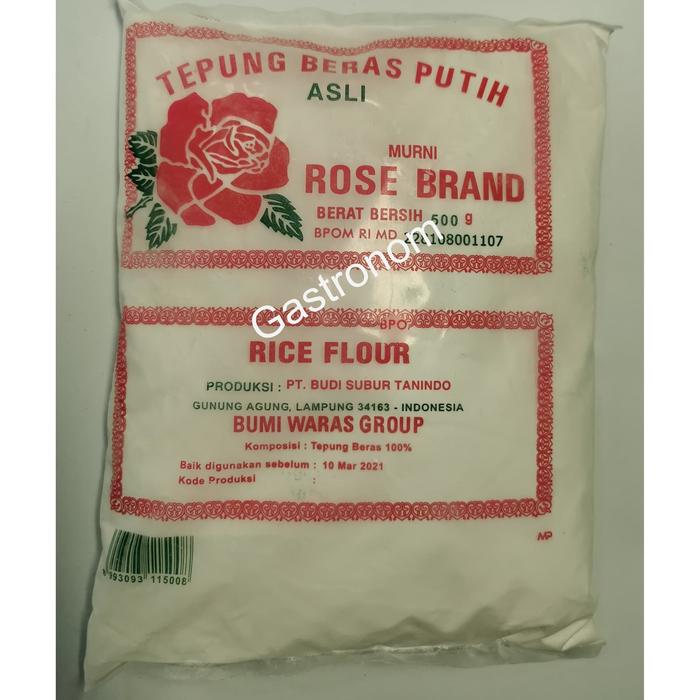 TEPUNG BERAS PUTIH
ASLI
MURNI
ROSE BRAND
BERAT BERSIH 500 g
BPOM RI MD 228108001107
Gastronom
BPO
RICE FLOUR
PRODUKSI : PT. BUDI SUBUR TANINDO
GUNUNG AGUNG, LAMPUNG 34163 - INDONESIA
BUMI WARAS GROUP
Komposisi : Tepung Beras 100%
Baik digunakan sebelum : 10 Mar 2021
Kode Produksi :
MP
993093 115008